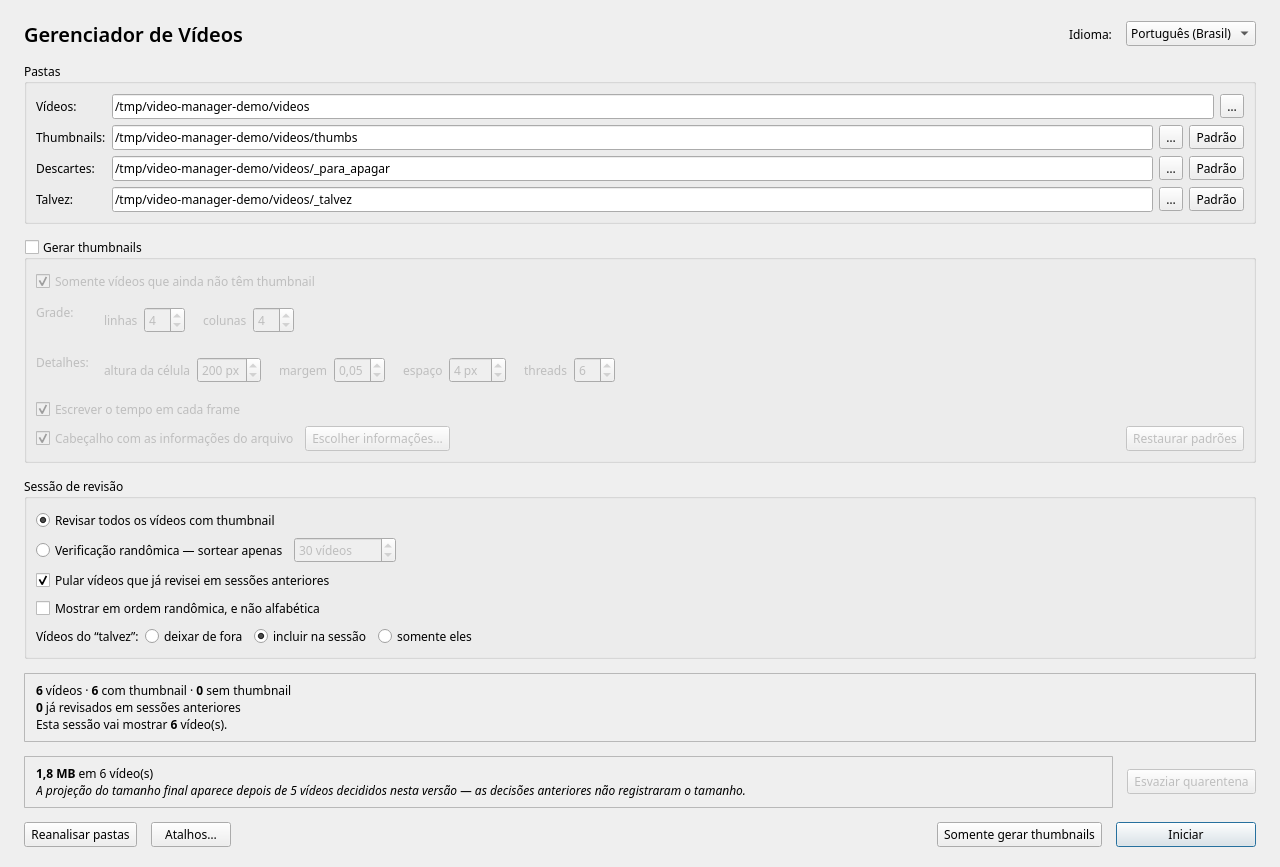 Gerenciador de Vídeos
Idioma: Português (Brasil)
Pastas
Vídeos: /tmp/video-manager-demo/videos ...
Thumbnails: /tmp/video-manager-demo/videos/thumbs ... Padrão
Descartes: /tmp/video-manager-demo/videos/_para_apagar ... Padrão
Talvez: /tmp/video-manager-demo/videos/_talvez ... Padrão
Gerar thumbnails
Somente vídeos que ainda não têm thumbnail
Grade: linhas 4 colunas 4
Detalhes: altura da célula 200 px margem 0,05 espaço 4 px threads 6
Escrever o tempo em cada frame
Cabeçalho com as informações do arquivo Escolher informações... Restaurar padrões
Sessão de revisão
Revisar todos os vídeos com thumbnail
Verificação randômica — sortear apenas 30 vídeos
Pular vídeos que já revisei em sessões anteriores
Mostrar em ordem randômica, e não alfabética
Vídeos do “talvez”: deixar de fora incluir na sessão somente eles
6 vídeos · 6 com thumbnail · 0 sem thumbnail
0 já revisados em sessões anteriores
Esta sessão vai mostrar 6 vídeo(s).
1,8 MB em 6 vídeo(s)
A projeção do tamanho final aparece depois de 5 vídeos decididos nesta versão — as decisões anteriores não registraram o tamanho.
Esvaziar quarentena
Reanalisar pastas Atalhos... Somente gerar thumbnails Iniciar